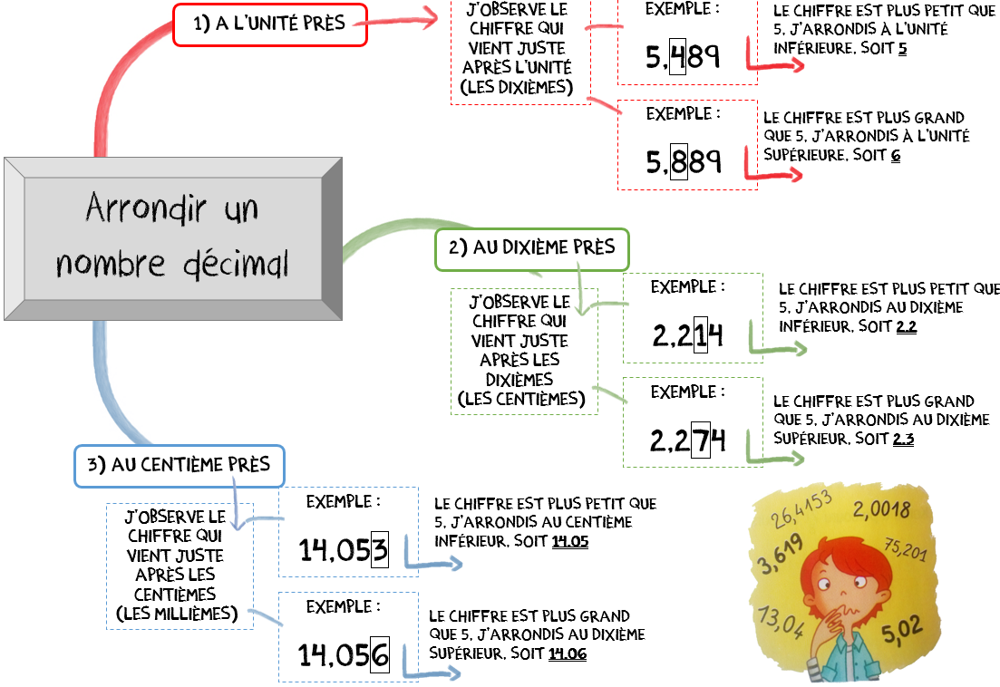 Arrondir un
nombre décimal
1) A L'UNITÉ PRÈS
J'OBSERVE LE
CHIFFRE QUI
VIENT JUSTE
APRÈS L'UNITÉ
(LES DIXIÈMES)
EXEMPLE :
5,489
LE CHIFFRE EST PLUS PETIT QUE
5, J'ARRONDIS À L'UNITÉ
INFÉRIEURE, SOIT 5
EXEMPLE :
5,889
LE CHIFFRE EST PLUS GRAND
QUE 5, J'ARRONDIS À L'UNITÉ
SUPÉRIEURE, SOIT 6
2) AU DIXIÈME PRÈS
J'OBSERVE LE
CHIFFRE QUI
VIENT JUSTE
APRÈS LES
DIXIÈMES
(LES CENTIÈMES)
EXEMPLE :
2,214
LE CHIFFRE EST PLUS PETIT QUE
5, J'ARRONDIS AU DIXIÈME
INFÉRIEUR, SOIT 2,2
EXEMPLE :
2,274
LE CHIFFRE EST PLUS GRAND
QUE 5, J'ARRONDIS AU DIXIÈME
SUPÉRIEUR, SOIT 2,3
3) AU CENTIÈME PRÈS
J'OBSERVE LE
CHIFFRE QUI
VIENT JUSTE
APRÈS LES
CENTIÈMES
(LES MILLIÈMES)
EXEMPLE :
14,053
LE CHIFFRE EST PLUS PETIT QUE
5, J'ARRONDIS AU CENTIÈME
INFÉRIEUR, SOIT 14,05
EXEMPLE :
14,056
LE CHIFFRE EST PLUS GRAND
QUE 5, J'ARRONDIS AU DIXIÈME
SUPÉRIEUR, SOIT 14,06
26,4153
2,0018
3,619
75,201
13,04
5,02